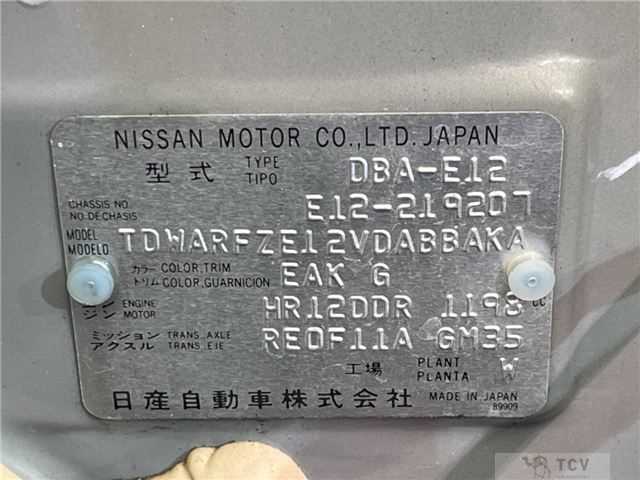 NISSAN MOTOR CO.,LTD. JAPAN
型式 TYPE TIPO DBA-E12
CHASSIS NO. NO.DECHASIS E12-219207
MODEL MODELO TDWARFZE12VDABBAKA
カラー COLOR,TRIM
トリム COLOR,GUARNICION EAK G
エンジン ENGINE MOTOR HR12DDR 1198 CC
ミッション TRANS.AXLE
アクスル TRANS.EJE RE0F11A GM35
工場 PLANT PLANTA W
日産自動車株式会社 MADE IN JAPAN
89909
TCV